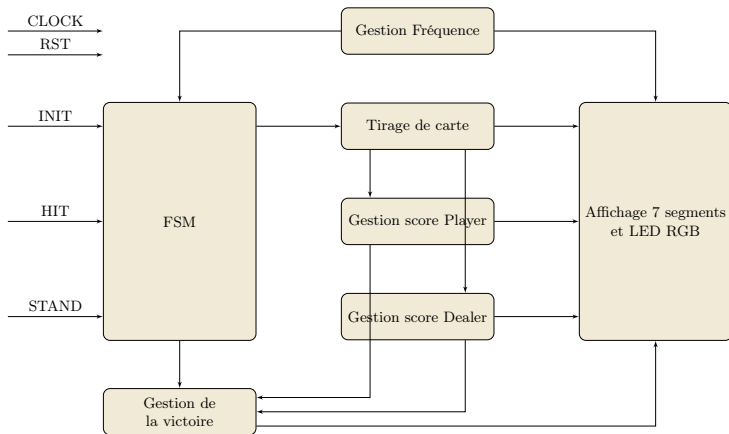 CLOCK
RST
Gestion Fréquence
INIT
Tirage de carte
HIT
FSM
Gestion score Player
Affichage 7 segments
et LED RGB
STAND
Gestion score Dealer
Gestion de
la victoire